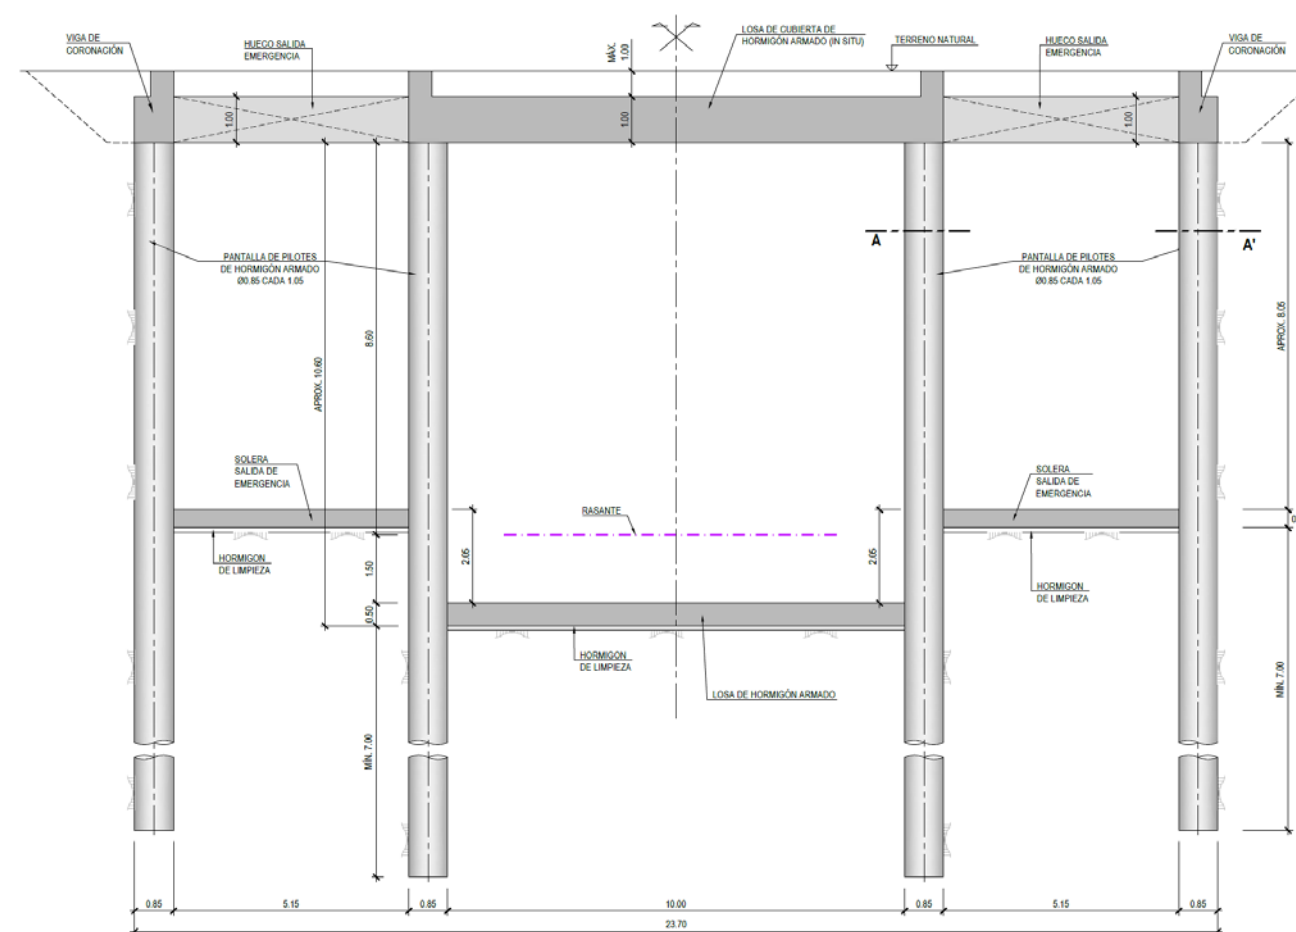 VIGA DE
CORONACIÓN
HUECO SALIDA
EMERGENCIA
MÁX.
1.00
LOSA DE CUBIERTA DE
HORMIGÓN ARMADO (IN SITU)
TERRENO NATURAL
HUECO SALIDA
EMERGENCIA
VIGA DE
CORONACIÓN
1.00
1.00
1.00
A
A'
PANTALLA DE PILOTES
DE HORMIGÓN ARMADO
Ø0.85 CADA 1.05
PANTALLA DE PILOTES
DE HORMIGÓN ARMADO
Ø0.85 CADA 1.05
8.60
APROX. 10.60
APROX. 8.05
SOLERA
SALIDA DE
EMERGENCIA
SOLERA
SALIDA DE
EMERGENCIA
RASANTE
2.05
2.05
HORMIGON
DE LIMPIEZA
1.50
0.50
HORMIGON
DE LIMPIEZA
HORMIGON
DE LIMPIEZA
LOSA DE HORMIGÓN ARMADO
MÍN. 7.00
MÍN. 7.00
0.85
5.15
0.85
10.00
0.85
5.15
0.85
23.70